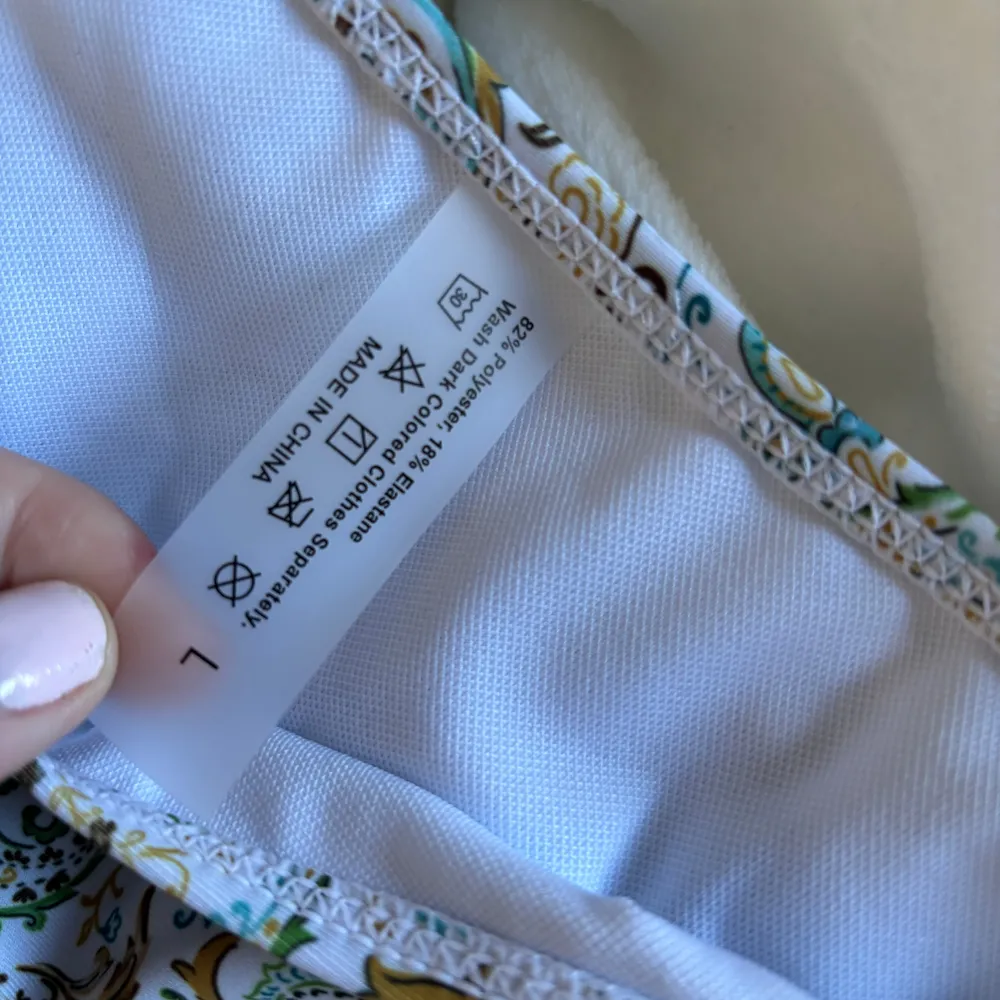 82% Polyester, 18% Elastane
Wash Dark Colored Clothes Separately.
30
MADE IN CHINA
L